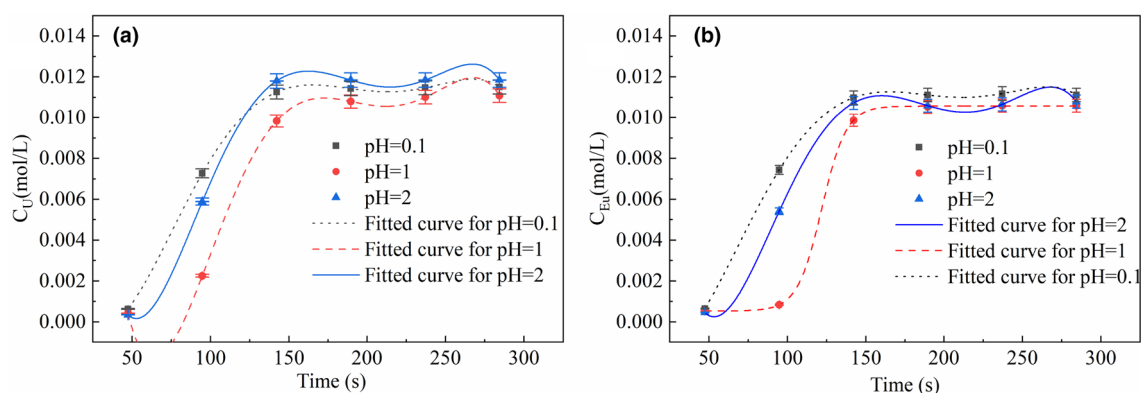 (a)
0.014
0.012
0.010
0.008
0.006
0.004
0.002
0.000
C_U(mol/L)
pH=0.1
pH=1
pH=2
Fitted curve for pH=0.1
Fitted curve for pH=1
Fitted curve for pH=2
50 100 150 200 250 300
Time (s)
(b)
0.014
0.012
0.010
0.008
0.006
0.004
0.002
0.000
C_Eu(mol/L)
pH=0.1
pH=1
pH=2
Fitted curve for pH=2
Fitted curve for pH=1
Fitted curve for pH=0.1
50 100 150 200 250 300
Time (s)